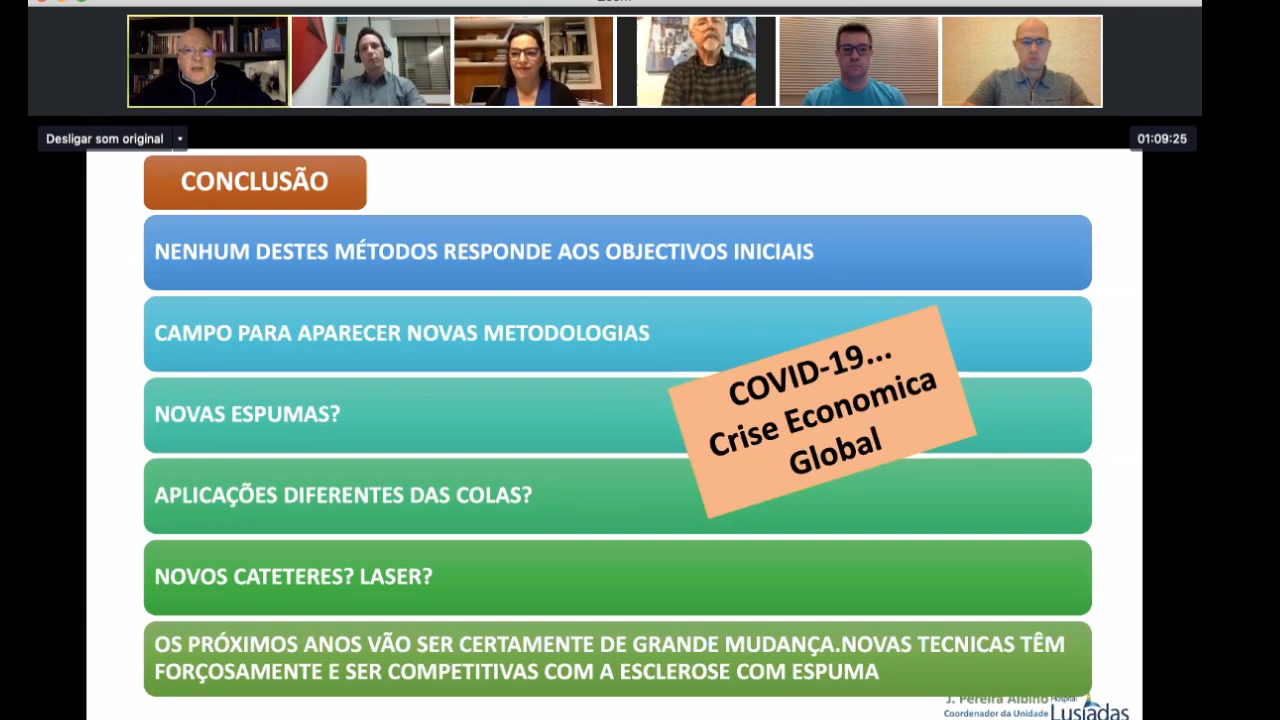 Desligar som original
01:09:25
CONCLUSÃO
NENHUM DESTES MÉTODOS RESPONDE AOS OBJECTIVOS INICIAIS
CAMPO PARA APARECER NOVAS METODOLOGIAS
COVID-19...
Crise Economica
Global
NOVAS ESPUMAS?
APLICAÇÕES DIFERENTES DAS COLAS?
NOVOS CATETERES? LASER?
OS PRÓXIMOS ANOS VÃO SER CERTAMENTE DE GRANDE MUDANÇA.NOVAS TECNICAS TÊM
FORÇOSAMENTE E SER COMPETITIVAS COM A ESCLEROSE COM ESPUMA
J. Pereira Albino
Coordenador da Unidade
Hospital
Lusíadas